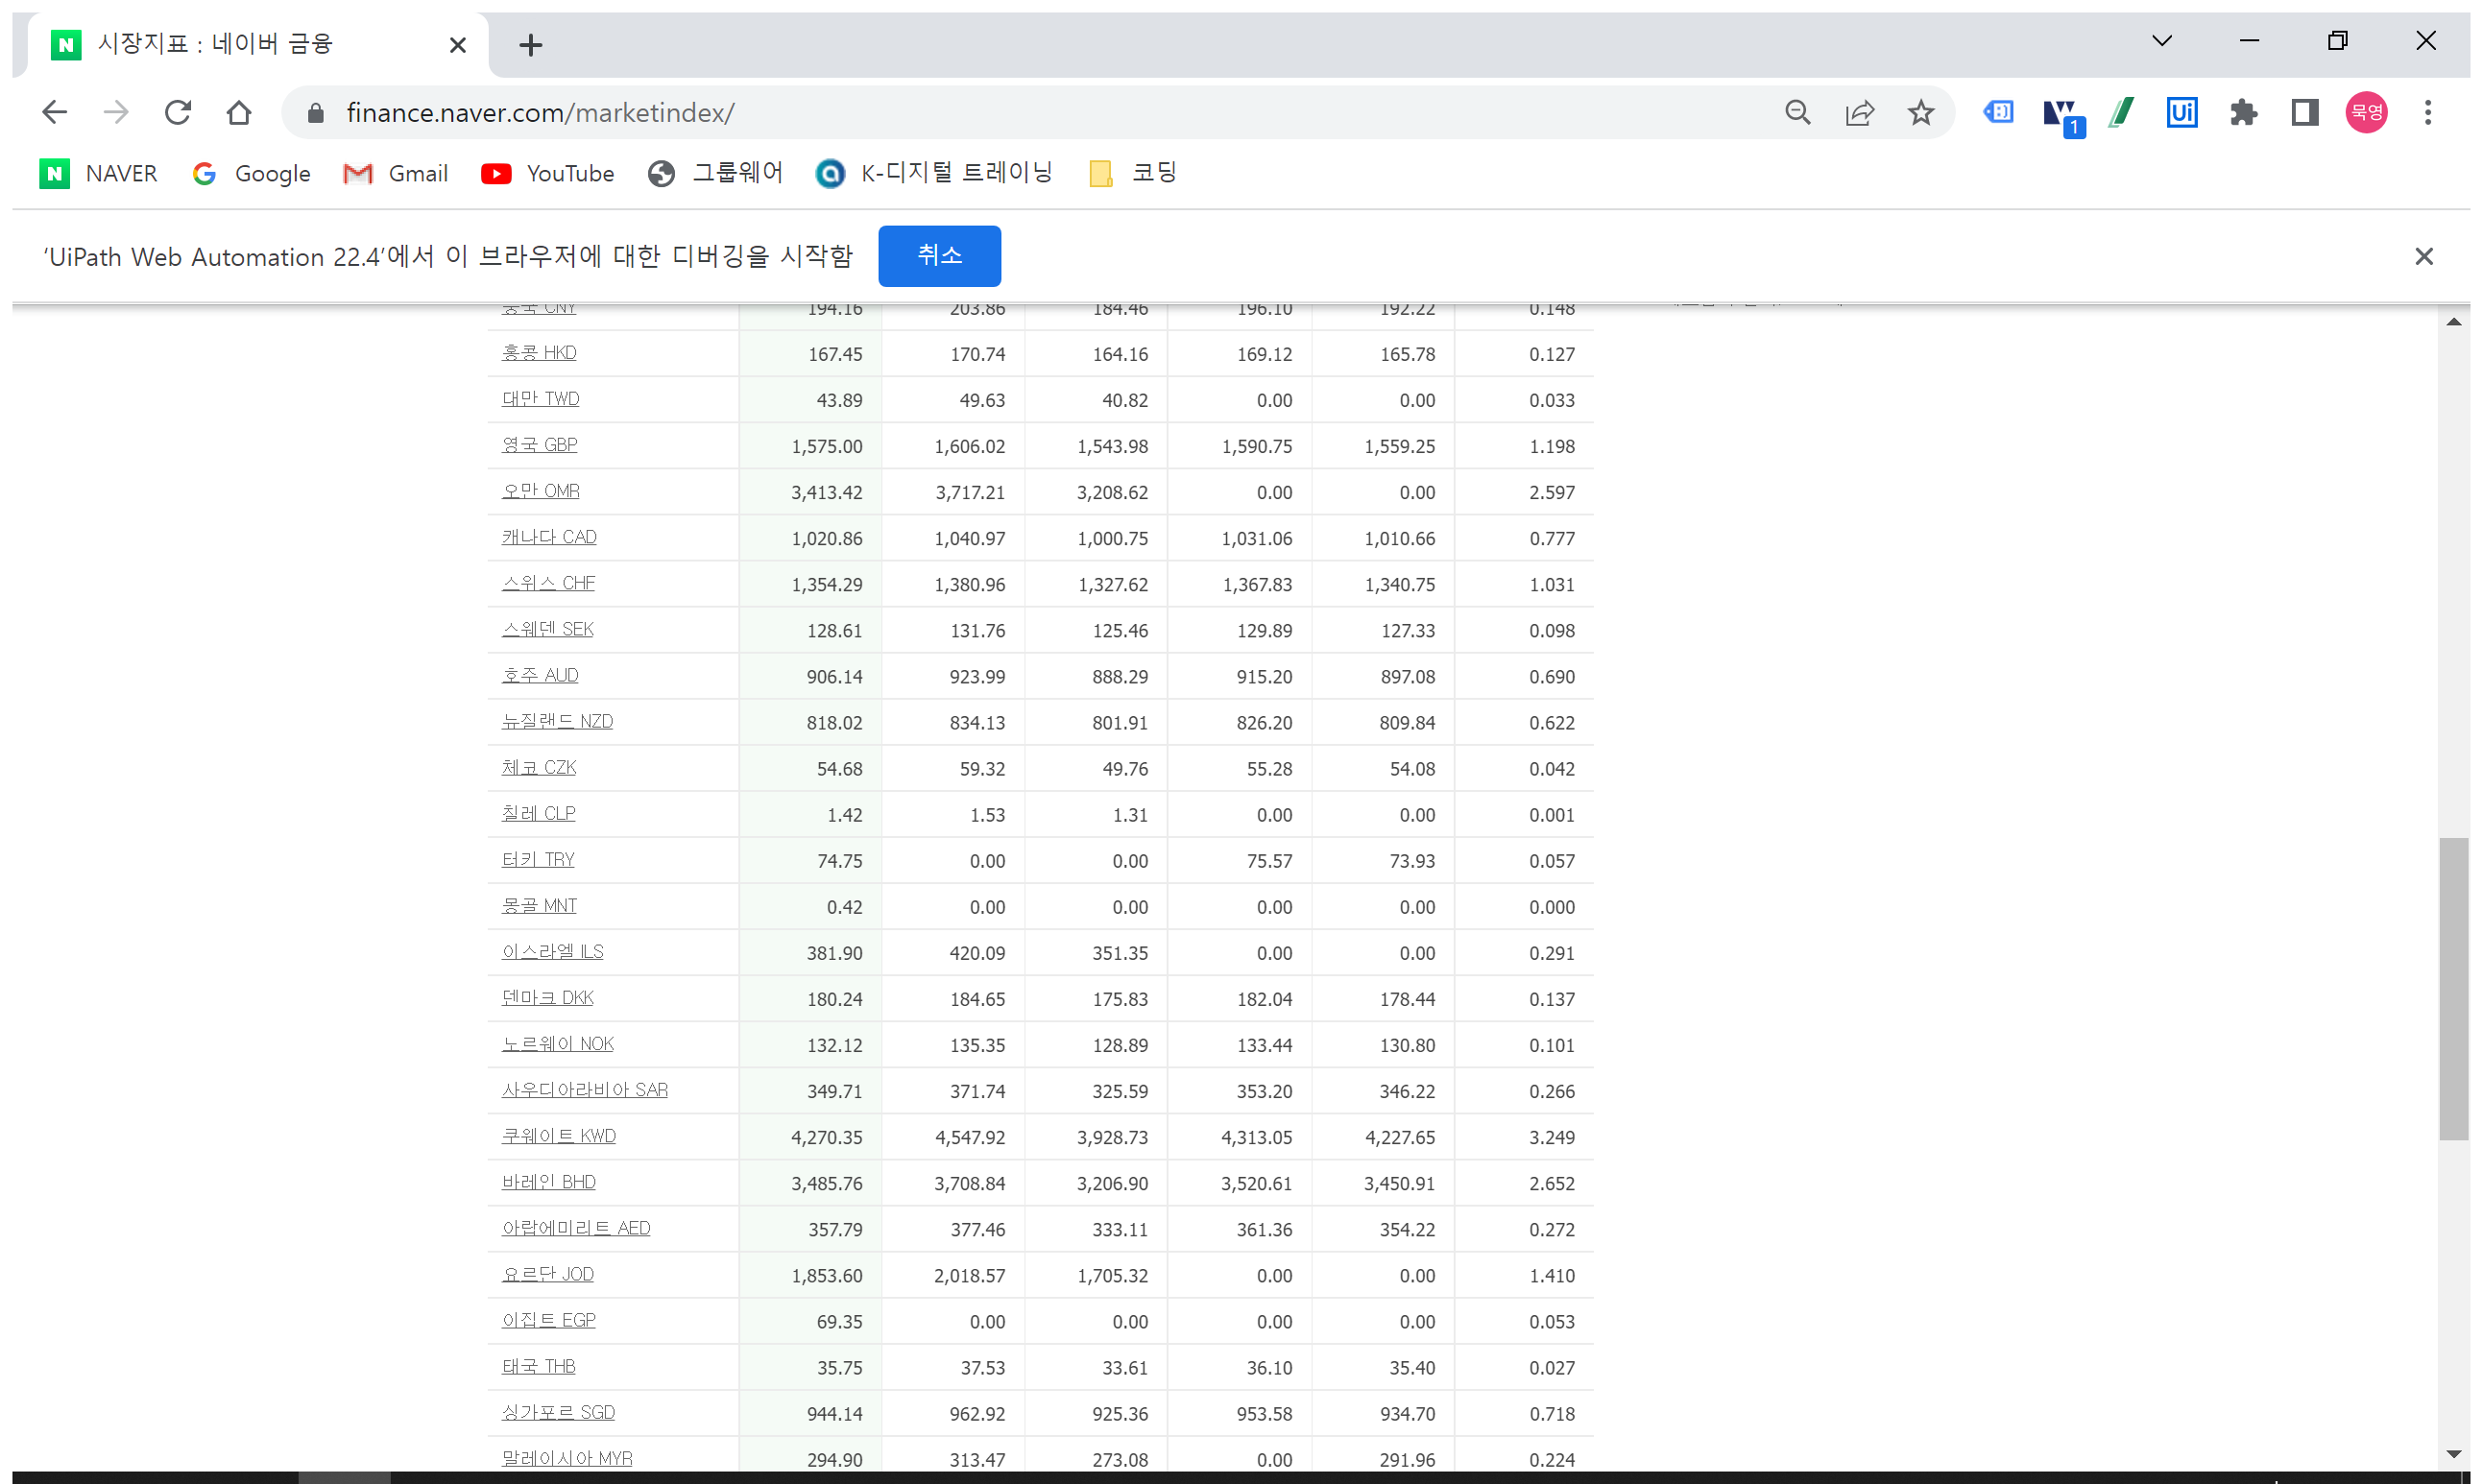 시장지표 : 네이버 금융
finance.naver.com/marketindex/
Ui
1
묵영
NAVER Google Gmail YouTube 그룹웨어 K-디지털 트레이닝 코딩
'UiPath Web Automation 22.4'에서 이 브라우저에 대한 디버깅을 시작함 취소
중국 CNY 194.16 203.86 184.46 196.10 192.22 0.148
홍콩 HKD 167.45 170.74 164.16 169.12 165.78 0.127
대만 TWD 43.89 49.63 40.82 0.00 0.00 0.033
영국 GBP 1,575.00 1,606.02 1,543.98 1,590.75 1,559.25 1.198
오만 OMR 3,413.42 3,717.21 3,208.62 0.00 0.00 2.597
캐나다 CAD 1,020.86 1,040.97 1,000.75 1,031.06 1,010.66 0.777
스위스 CHF 1,354.29 1,380.96 1,327.62 1,367.83 1,340.75 1.031
스웨덴 SEK 128.61 131.76 125.46 129.89 127.33 0.098
호주 AUD 906.14 923.99 888.29 915.20 897.08 0.690
뉴질랜드 NZD 818.02 834.13 801.91 826.20 809.84 0.622
체코 CZK 54.68 59.32 49.76 55.28 54.08 0.042
칠레 CLP 1.42 1.53 1.31 0.00 0.00 0.001
터키 TRY 74.75 0.00 0.00 75.57 73.93 0.057
몽골 MNT 0.42 0.00 0.00 0.00 0.00 0.000
이스라엘 ILS 381.90 420.09 351.35 0.00 0.00 0.291
덴마크 DKK 180.24 184.65 175.83 182.04 178.44 0.137
노르웨이 NOK 132.12 135.35 128.89 133.44 130.80 0.101
사우디아라비아 SAR 349.71 371.74 325.59 353.20 346.22 0.266
쿠웨이트 KWD 4,270.35 4,547.92 3,928.73 4,313.05 4,227.65 3.249
바레인 BHD 3,485.76 3,708.84 3,206.90 3,520.61 3,450.91 2.652
아랍에미리트 AED 357.79 377.46 333.11 361.36 354.22 0.272
요르단 JOD 1,853.60 2,018.57 1,705.32 0.00 0.00 1.410
이집트 EGP 69.35 0.00 0.00 0.00 0.00 0.053
태국 THB 35.75 37.53 33.61 36.10 35.40 0.027
싱가포르 SGD 944.14 962.92 925.36 953.58 934.70 0.718
말레이시아 MYR 294.90 313.47 273.08 0.00 291.96 0.224